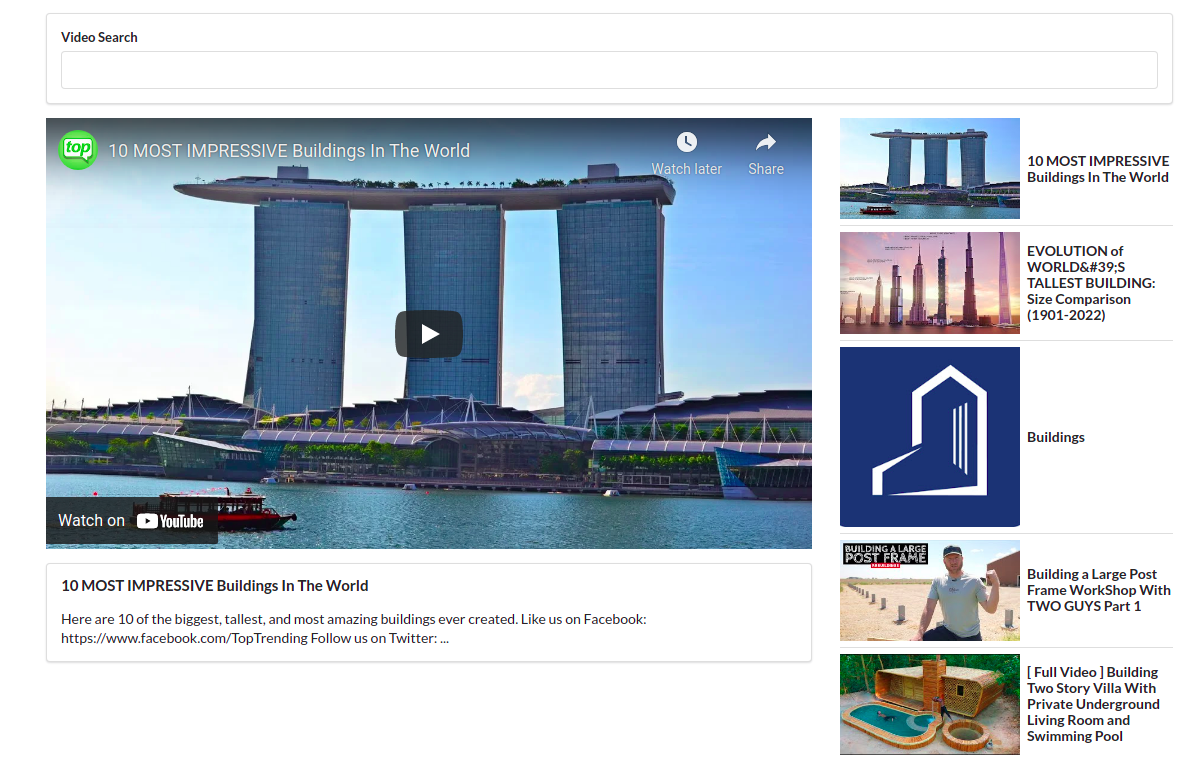 Video Search
top
10 MOST IMPRESSIVE Buildings In The World
Watch later
Share
Watch on YouTube
10 MOST IMPRESSIVE Buildings In The World
Here are 10 of the biggest, tallest, and most amazing buildings ever created. Like us on Facebook:
https://www.facebook.com/TopTrending Follow us on Twitter: ...
10 MOST IMPRESSIVE
Buildings In The World
EVOLUTION of
WORLD&#39;S
TALLEST BUILDING:
Size Comparison
(1901-2022)
Buildings
BUILDING A LARGE
POST FRAME
Building a Large Post
Frame WorkShop With
TWO GUYS Part 1
[ Full Video ] Building
Two Story Villa With
Private Underground
Living Room and
Swimming Pool